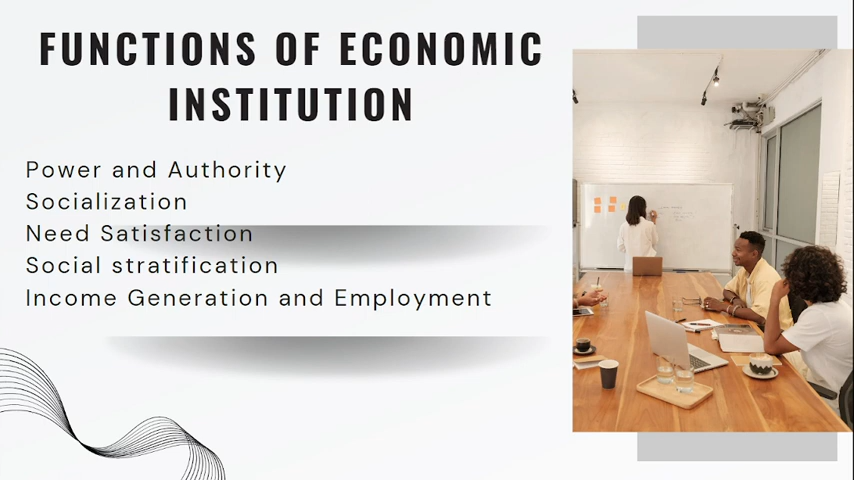 FUNCTIONS OF ECONOMIC
INSTITUTION
Power and Authority
Socialization
Need Satisfaction
Social stratification
Income Generation and Employment